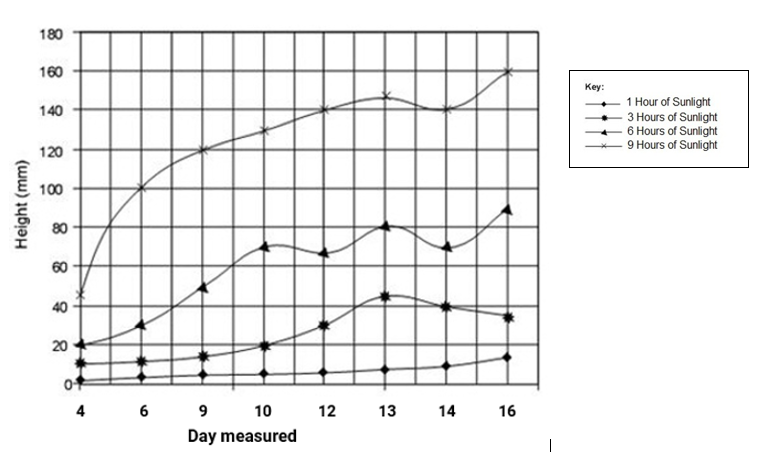 180
160
140
120
100
80
60
40
20
0
Height (mm)
4 6 9 10 12 13 14 16
Day measured
Key:
1 Hour of Sunlight
3 Hours of Sunlight
6 Hours of Sunlight
9 Hours of Sunlight